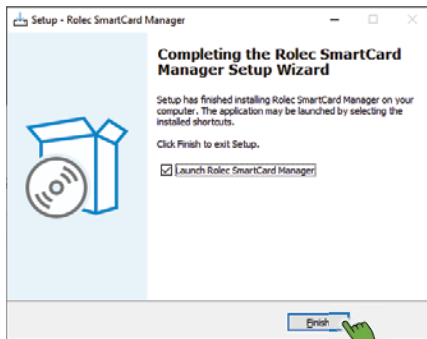 Setup - Rolec SmartCard Manager
Completing the Rolec SmartCard
Manager Setup Wizard
Setup has finished installing Rolec SmartCard Manager on your
computer. The application may be launched by selecting the
installed shortcuts.
Click Finish to exit Setup.
Launch Rolec SmartCard Manager
Finish